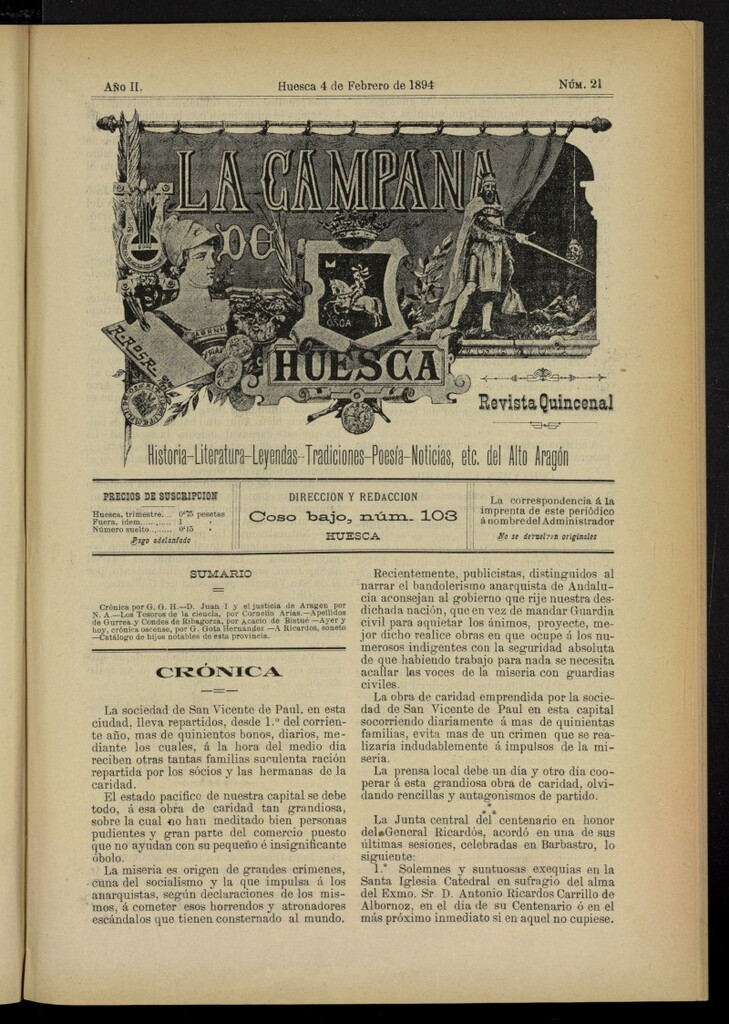 AÑO II.
Huesca 4 de Febrero de 1894
NÚM. 21
LA CAMPANA
DE
OSCA
HUESCA
Revista Quincenal
Historia-Literatura-Leyendas-Tradiciones-Poesía-Noticias, etc. del Alto Aragón
PRECIOS DE SUSCRIPCION
Huesca, trimestre... 0'75 pesetas
Fuera, idem........... 1 »
Número suelto........ 0'15 »
Pago adelantado
DIRECCION Y REDACCION
Coso bajo, núm. 103
HUESCA
La correspondencia á la
imprenta de este periódico
á nombre del Administrador
No se devuelven originales
SUMARIO
Crónica por G. G. H.—D. Juan I y el justicia de Aragen por
N. A.—Los Tesoros de la ciencia, por Cornelio Arias.—Apellidos
de Gurrea y Condes de Ribagorza, por Acacio de Bistué—Ayer y
hoy, crónica oscense, por G. Gota Hernandez—A Ricardos, soneto
—Catálogo de hijos notables de esta provincia.
CRÓNICA
La sociedad de San Vicente de Paul, en esta
ciudad, lleva repartidos, desde 1.º del corrien-
te año, mas de quinientos bonos, diarios, me-
diante los cuales, á la hora del medio dia
reciben otras tantas familias suculenta ración
repartida por los sócios y las hermanas de la
caridad.
El estado pacífico de nuestra capital se debe
todo, á esa obra de caridad tan grandiosa,
sobre la cual no han meditado bien personas
pudientes y gran parte del comercio puesto
que no ayudan con su pequeño é insignificante
óbolo.
La miseria es origen de grandes crímenes,
cuna del socialismo y la que impulsa á los
anarquistas, según declaraciones de los mis-
mos, á cometer esos horrendos y atronadores
escándalos que tienen consternado al mundo.
Recientemente, publicistas, distinguidos al
narrar el bandolerismo anarquista de Andalu-
cia aconsejan al gobierno que rije nuestra des-
dichada nación, que en vez de mandar Guardia
civil para aquietar los ánimos, proyecte, me-
jor dicho realice obras en que ocupe á los nu-
merosos indigentes con la seguridad absoluta
de que habiendo trabajo para nada se necesita
acallar las voces de la miseria con guardias
civiles.
La obra de caridad emprendida por la socie-
dad de San Vicente de Paul en esta capital
socorriendo diariamente á mas de quinientas
familias, evita mas de un crimen que se rea-
lizaría indudablemente á impulsos de la mi-
seria.
La prensa local debe un dia y otro dia coo-
perar á esta grandiosa obra de caridad, olvi-
dando rencillas y antagonismos de partido.
* * *
La Junta central del centenario en honor
del General Ricardós, acordó en una de sus
últimas sesiones, celebradas en Barbastro, lo
siguiente:
1.º Solemnes y suntuosas exequias en la
Santa Iglesia Catedral en sufragio del alma
del Exmo. Sr. D. Antonio Ricardos Carrillo de
Albornoz, en el dia de su Centenario ó en el
más próximo inmediato si en aquel no cupiese.